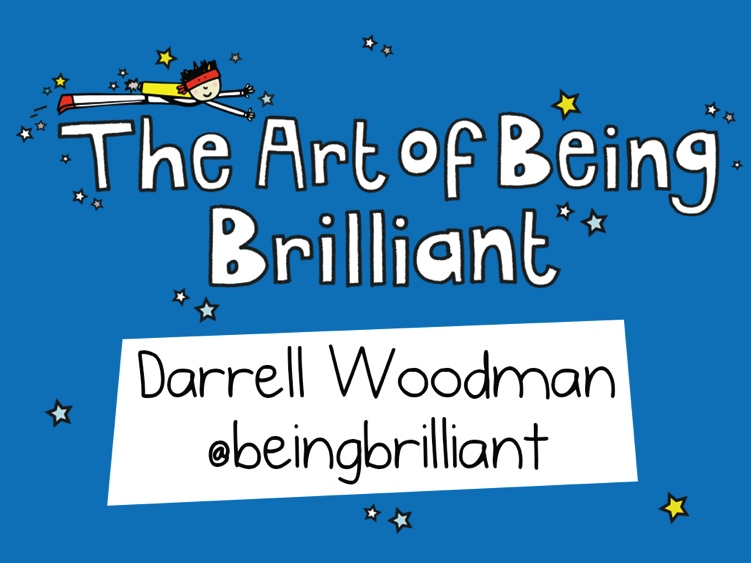 The Art of Being
Brilliant
Darrell Woodman
@beingbrilliant